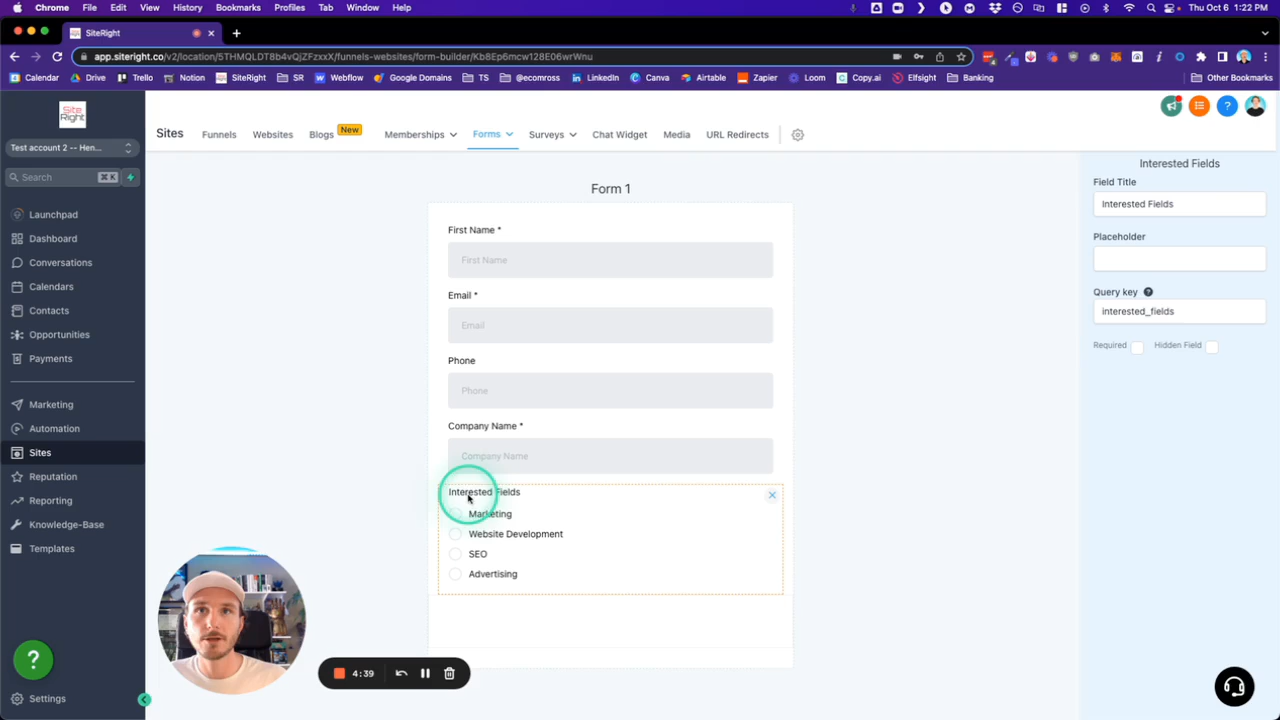 Chrome File Edit View History Bookmarks Profiles Tab Window Help Thu Oct 6 1:22 PM
SiteRight
app.siteright.co/v2/location/5THMQLDT8b4vQjZFzxxX/funnels-websites/form-builder/Kb8Ep6mcw128E06wrWnu
Calendar Drive Trello Notion SiteRight SR Webflow Google Domains TS @ecomross LinkedIn Canva Airtable Zapier Loom Copy.ai Elfsight Banking Other Bookmarks
Site
Right
Test account 2 -- Hen...
Search ⌘ K
Launchpad
Dashboard
Conversations
Calendars
Contacts
Opportunities
Payments
Marketing
Automation
Sites
Reputation
Reporting
Knowledge-Base
Templates
Settings
Sites Funnels Websites Blogs New Memberships Forms Surveys Chat Widget Media URL Redirects
Form 1
First Name *
First Name
Email *
Email
Phone
Phone
Company Name *
Company Name
Interested Fields
Marketing
Website Development
SEO
Advertising
4:39
Interested Fields
Field Title
Interested Fields
Placeholder
Query key ?
interested_fields
Required Hidden Field